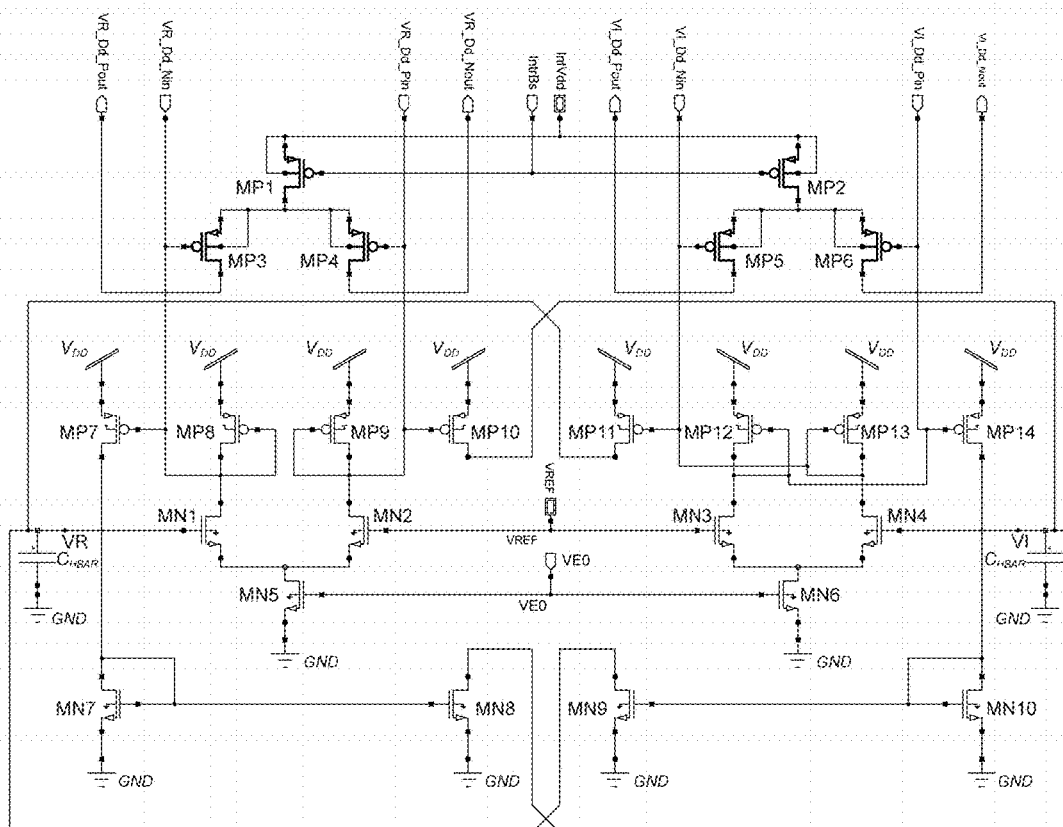 VR_Dd_Pout
VR_Dd_Nin
VR_Dd_Pin
VR_Dd_Nout
IntrBs
IntVdd
VI_Dd_Pout
VI_Dd_Nin
VI_Dd_Pin
VI_Dd_Nout
MP1 MP2
MP3 MP4 MP5 MP6
VDD VDD VDD VDD VDD VDD VDD VDD
MP7 MP8 MP9 MP10 MP11 MP12 MP13 MP14
VREF
MN1 MN2 MN3 MN4
VR VREF VI
CHBAR VE0 CHBAR
MN5 VE0 MN6
GND GND
GND GND
MN7 MN8 MN9 MN10
GND GND GND GND